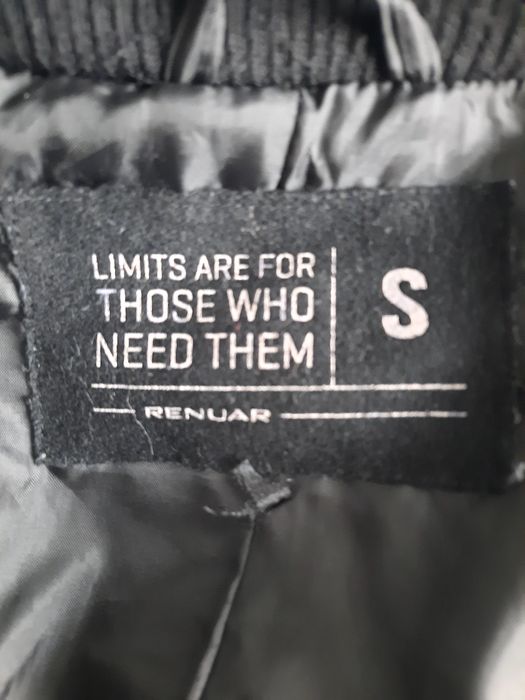 LIMITS ARE FOR
THOSE WHO
NEED THEM
S
RENUAR